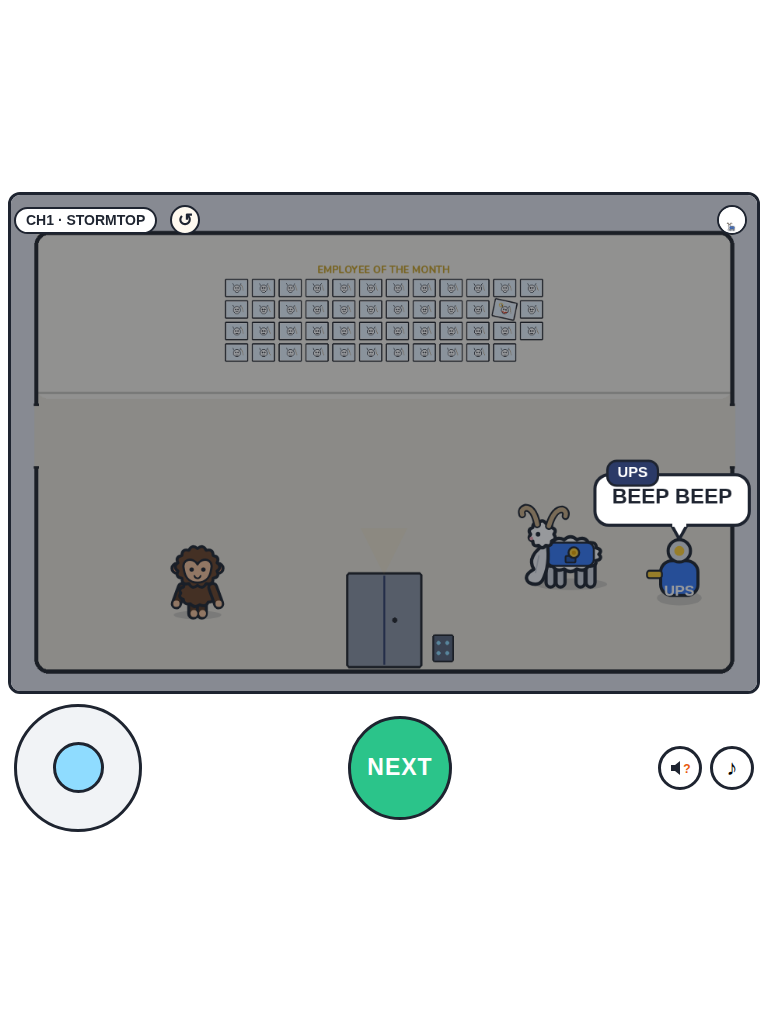 CH1 · STORMTOP
EMPLOYEE OF THE MONTH
UPS
BEEP BEEP
UPS
NEXT
?